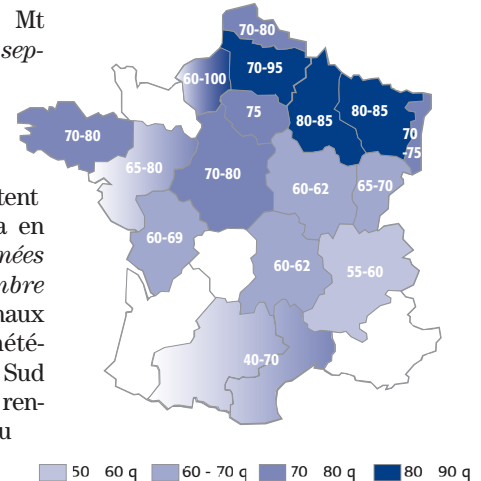 Mt
sep-
tent
a en
nées
mbre
naux
nété-
Sud
ren-
u
70-80
60-100
70-95
75
80-85
80-85
70
-75
70-80
65-80
70-80
60-62
65-70
60-69
60-62
55-60
40-70
50 60 q 60 - 70 q 70 80 q 80 90 q